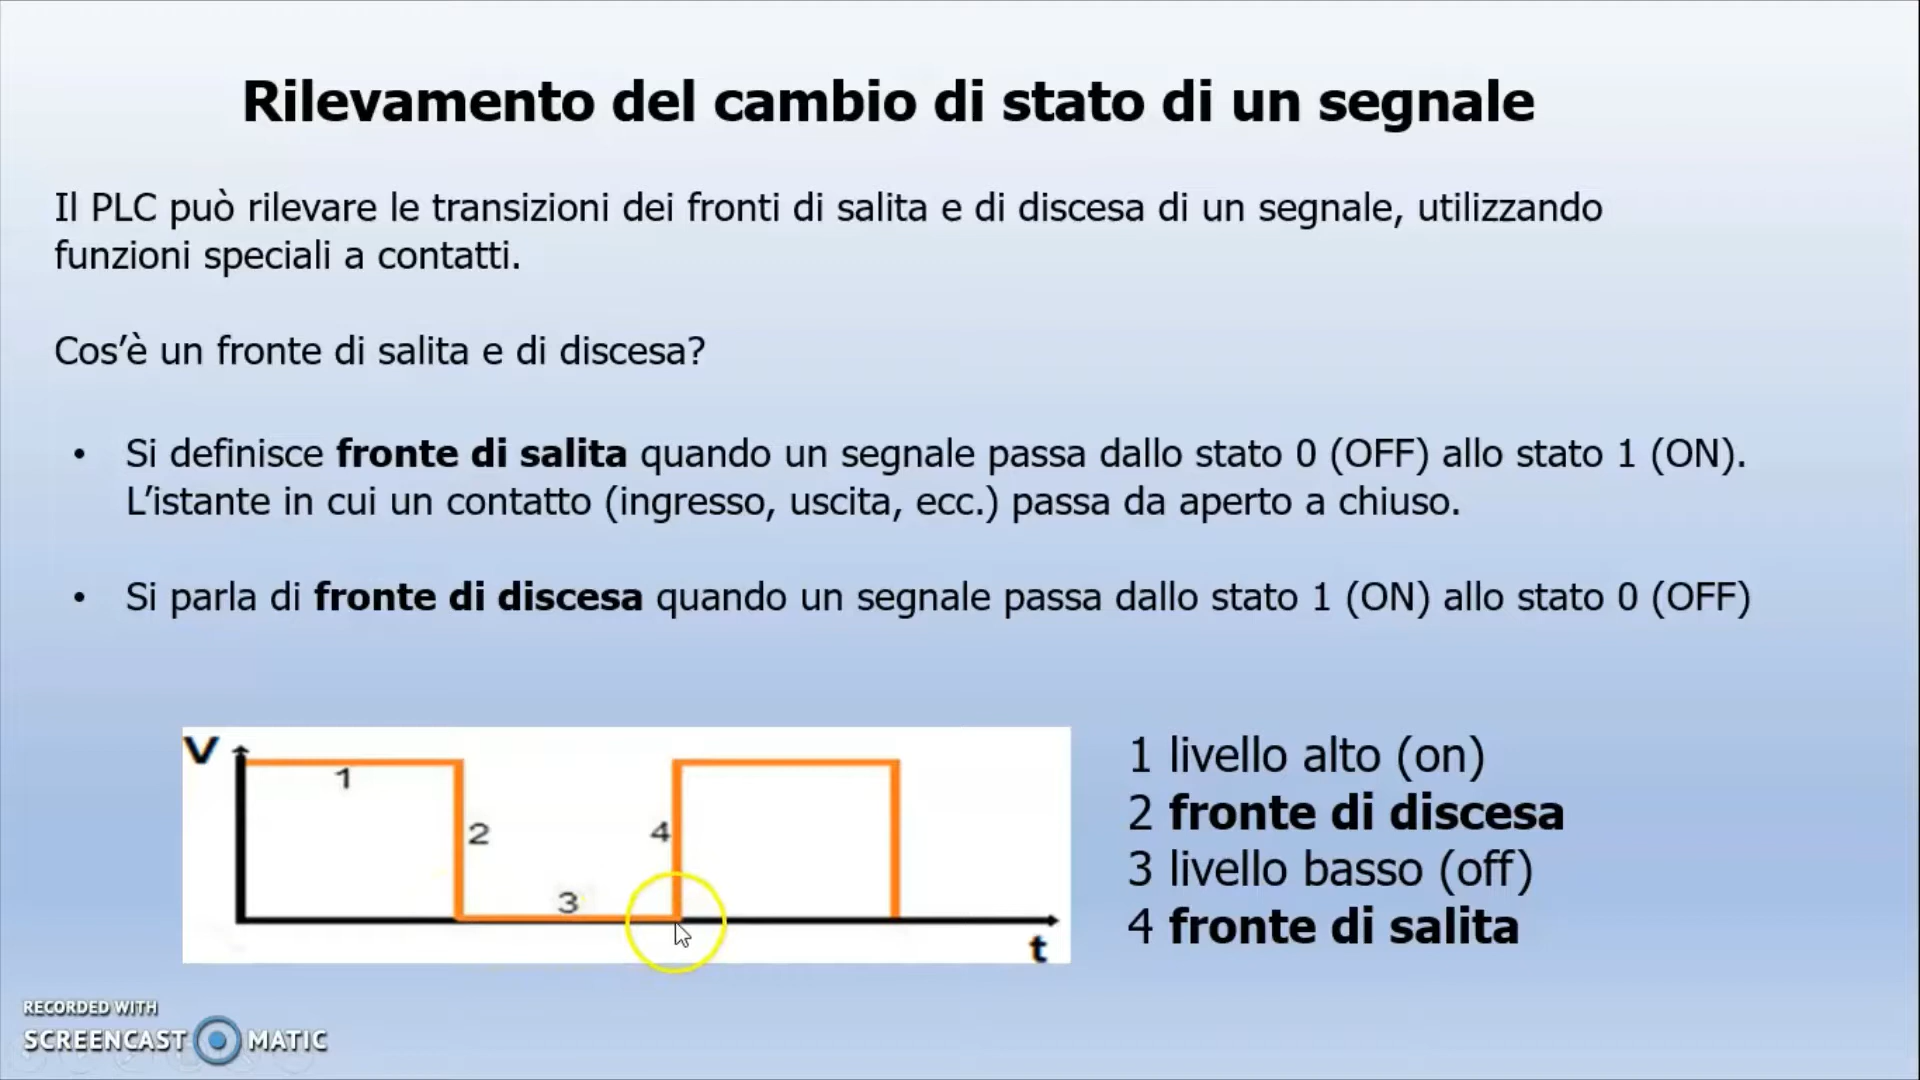 Rilevamento del cambio di stato di un segnale
Il PLC può rilevare le transizioni dei fronti di salita e di discesa di un segnale, utilizzando
funzioni speciali a contatti.
Cos’è un fronte di salita e di discesa?
• Si definisce fronte di salita quando un segnale passa dallo stato 0 (OFF) allo stato 1 (ON).
L’istante in cui un contatto (ingresso, uscita, ecc.) passa da aperto a chiuso.
• Si parla di fronte di discesa quando un segnale passa dallo stato 1 (ON) allo stato 0 (OFF)
V
1
2
4
3
t
1 livello alto (on)
2 fronte di discesa
3 livello basso (off)
4 fronte di salita
RECORDED WITH
SCREENCAST MATIC